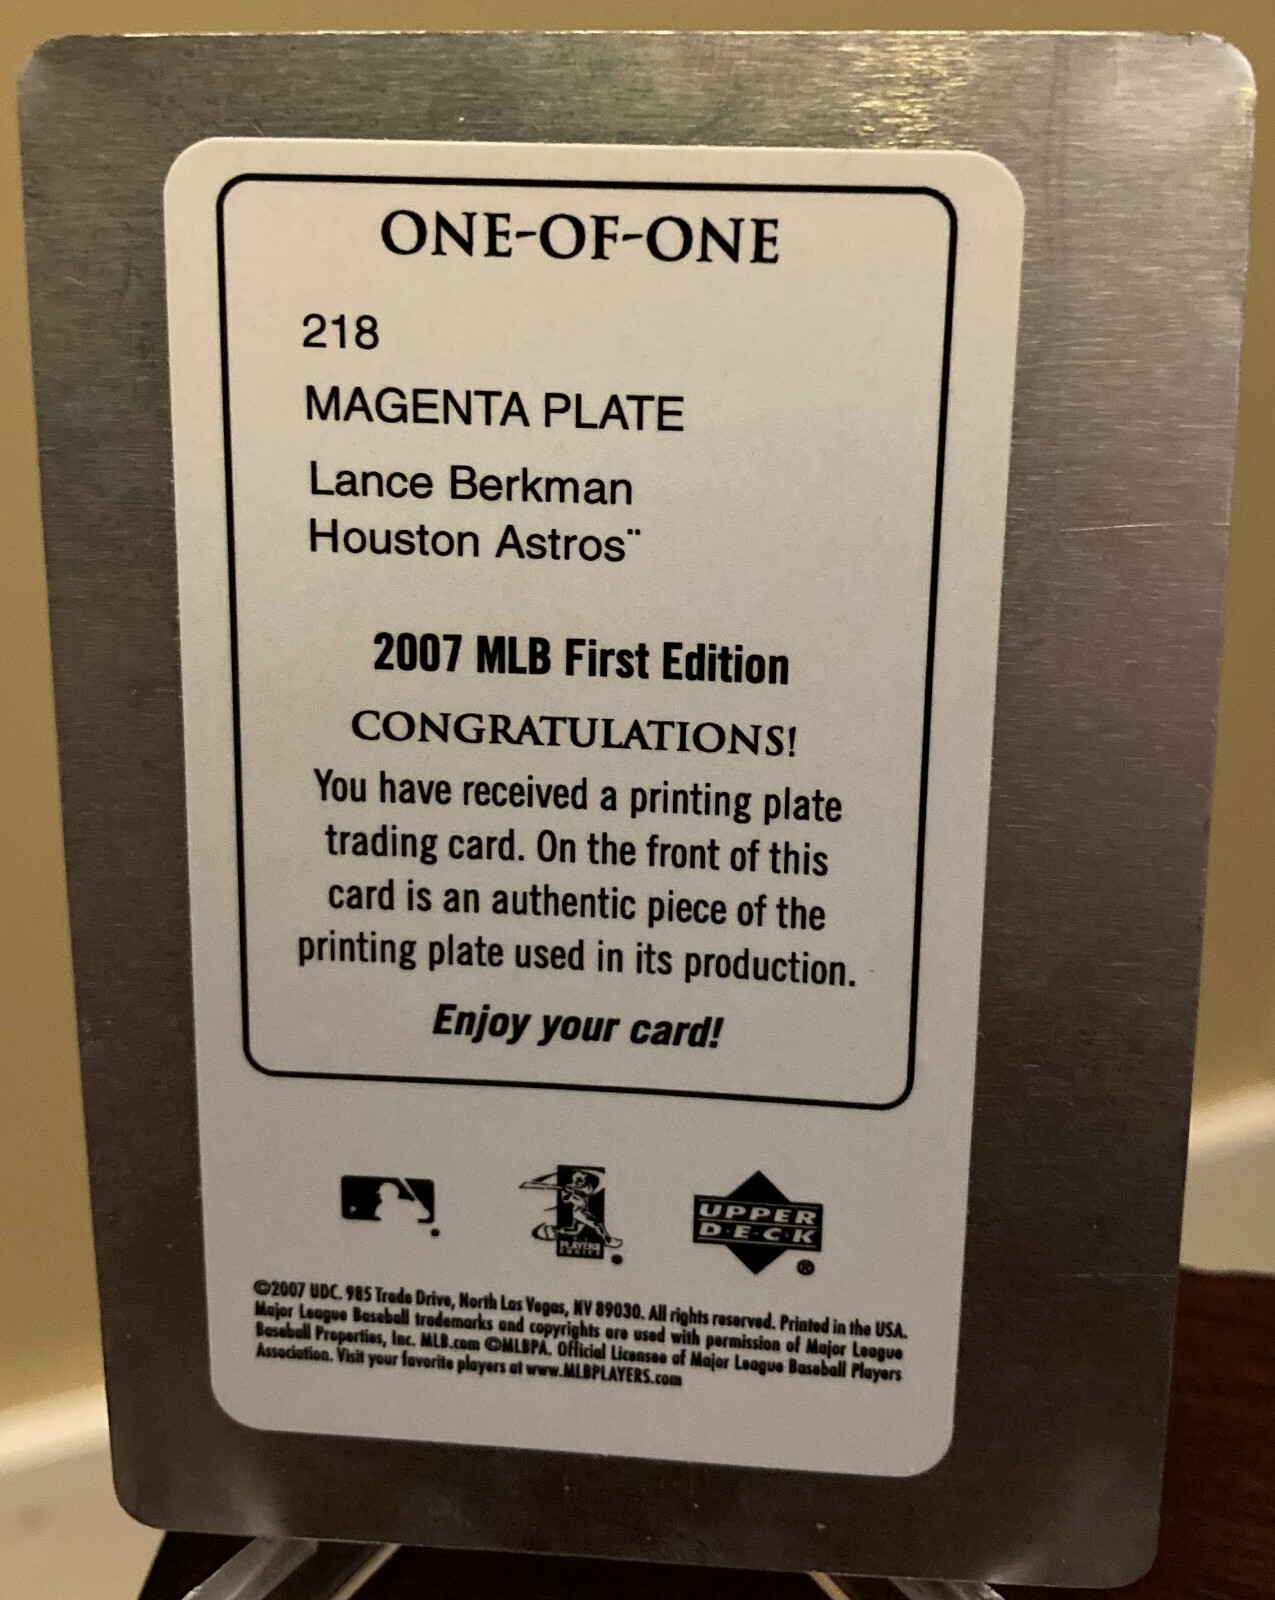 ONE-OF-ONE
218
MAGENTA PLATE
Lance Berkman
Houston Astros¨
2007 MLB First Edition
CONGRATULATIONS!
You have received a printing plate
trading card. On the front of this
card is an authentic piece of the
printing plate used in its production.
Enjoy your card!
PLAYERS
CHOICE
UPPER
D·E·C·K
®
©2007 UDC. 985 Trade Drive, North Las Vegas, NV 89030. All rights reserved. Printed in the USA.
Major League Baseball trademarks and copyrights are used with permission of Major League
Baseball Properties, Inc. MLB.com ©MLBPA. Official Licensee of Major League Baseball Players
Association. Visit your favorite players at www.MLBPLAYERS.com